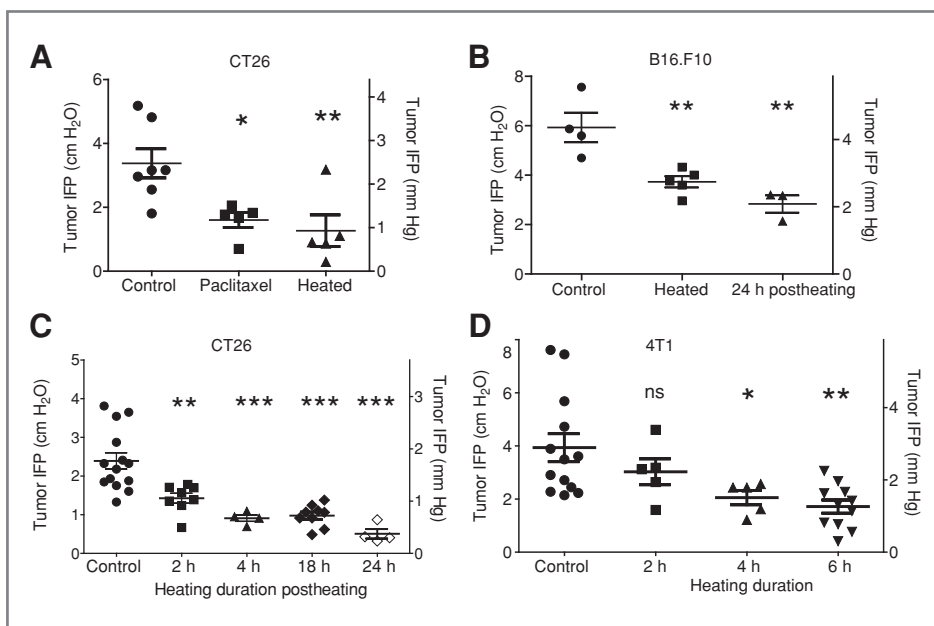 A
CT26
Tumor IFP (cm H₂O)
6
4
2
0
*
**
4
3
2
1
0
Tumor IFP (mm Hg)
Control Paclitaxel Heated
B
B16.F10
Tumor IFP (cm H₂O)
8
6
4
2
0
**
**
4
2
0
Tumor IFP (mm Hg)
Control Heated 24 h postheating
C
CT26
Tumor IFP (cm H₂O)
5
4
3
2
1
0
**
***
***
***
3
2
1
0
Tumor IFP (mm Hg)
Control 2 h 4 h 18 h 24 h
Heating duration postheating
D
4T1
Tumor IFP (cm H₂O)
8
6
4
2
0
ns
*
**
4
2
0
Tumor IFP (mm Hg)
Control 2 h 4 h 6 h
Heating duration